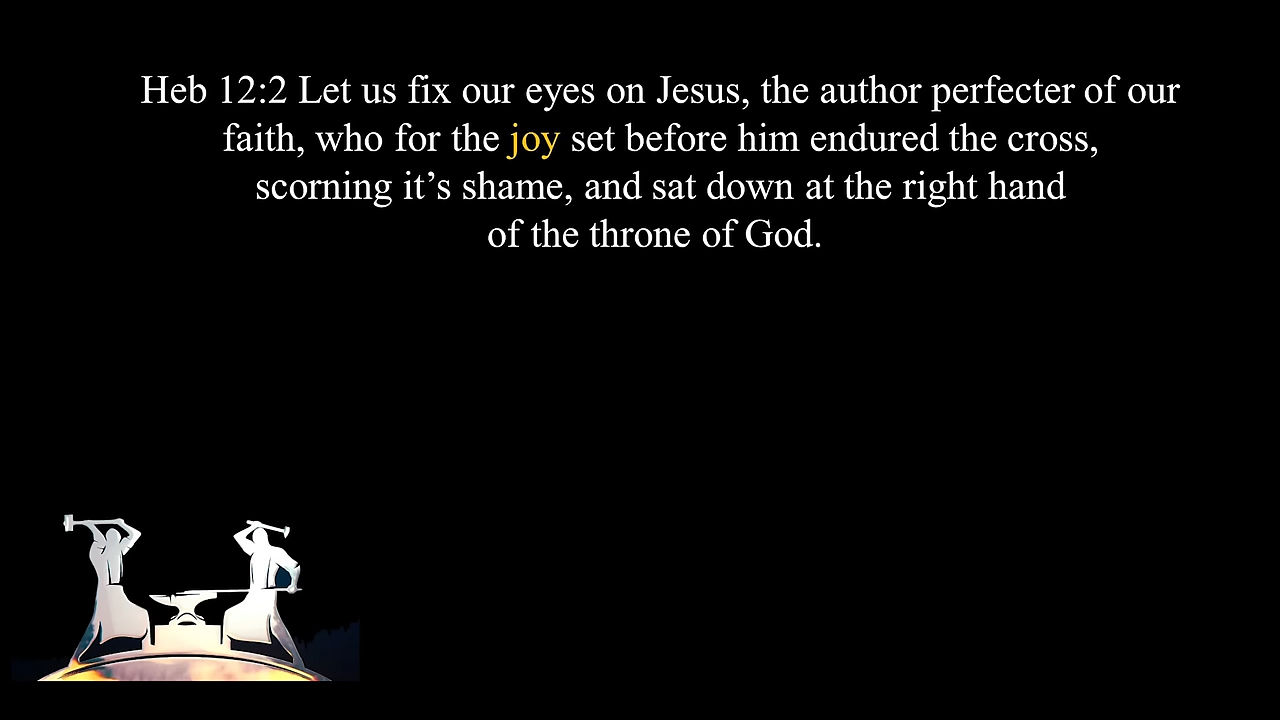 Heb 12:2 Let us fix our eyes on Jesus, the author perfecter of our
faith, who for the joy set before him endured the cross,
scorning it’s shame, and sat down at the right hand
of the throne of God.